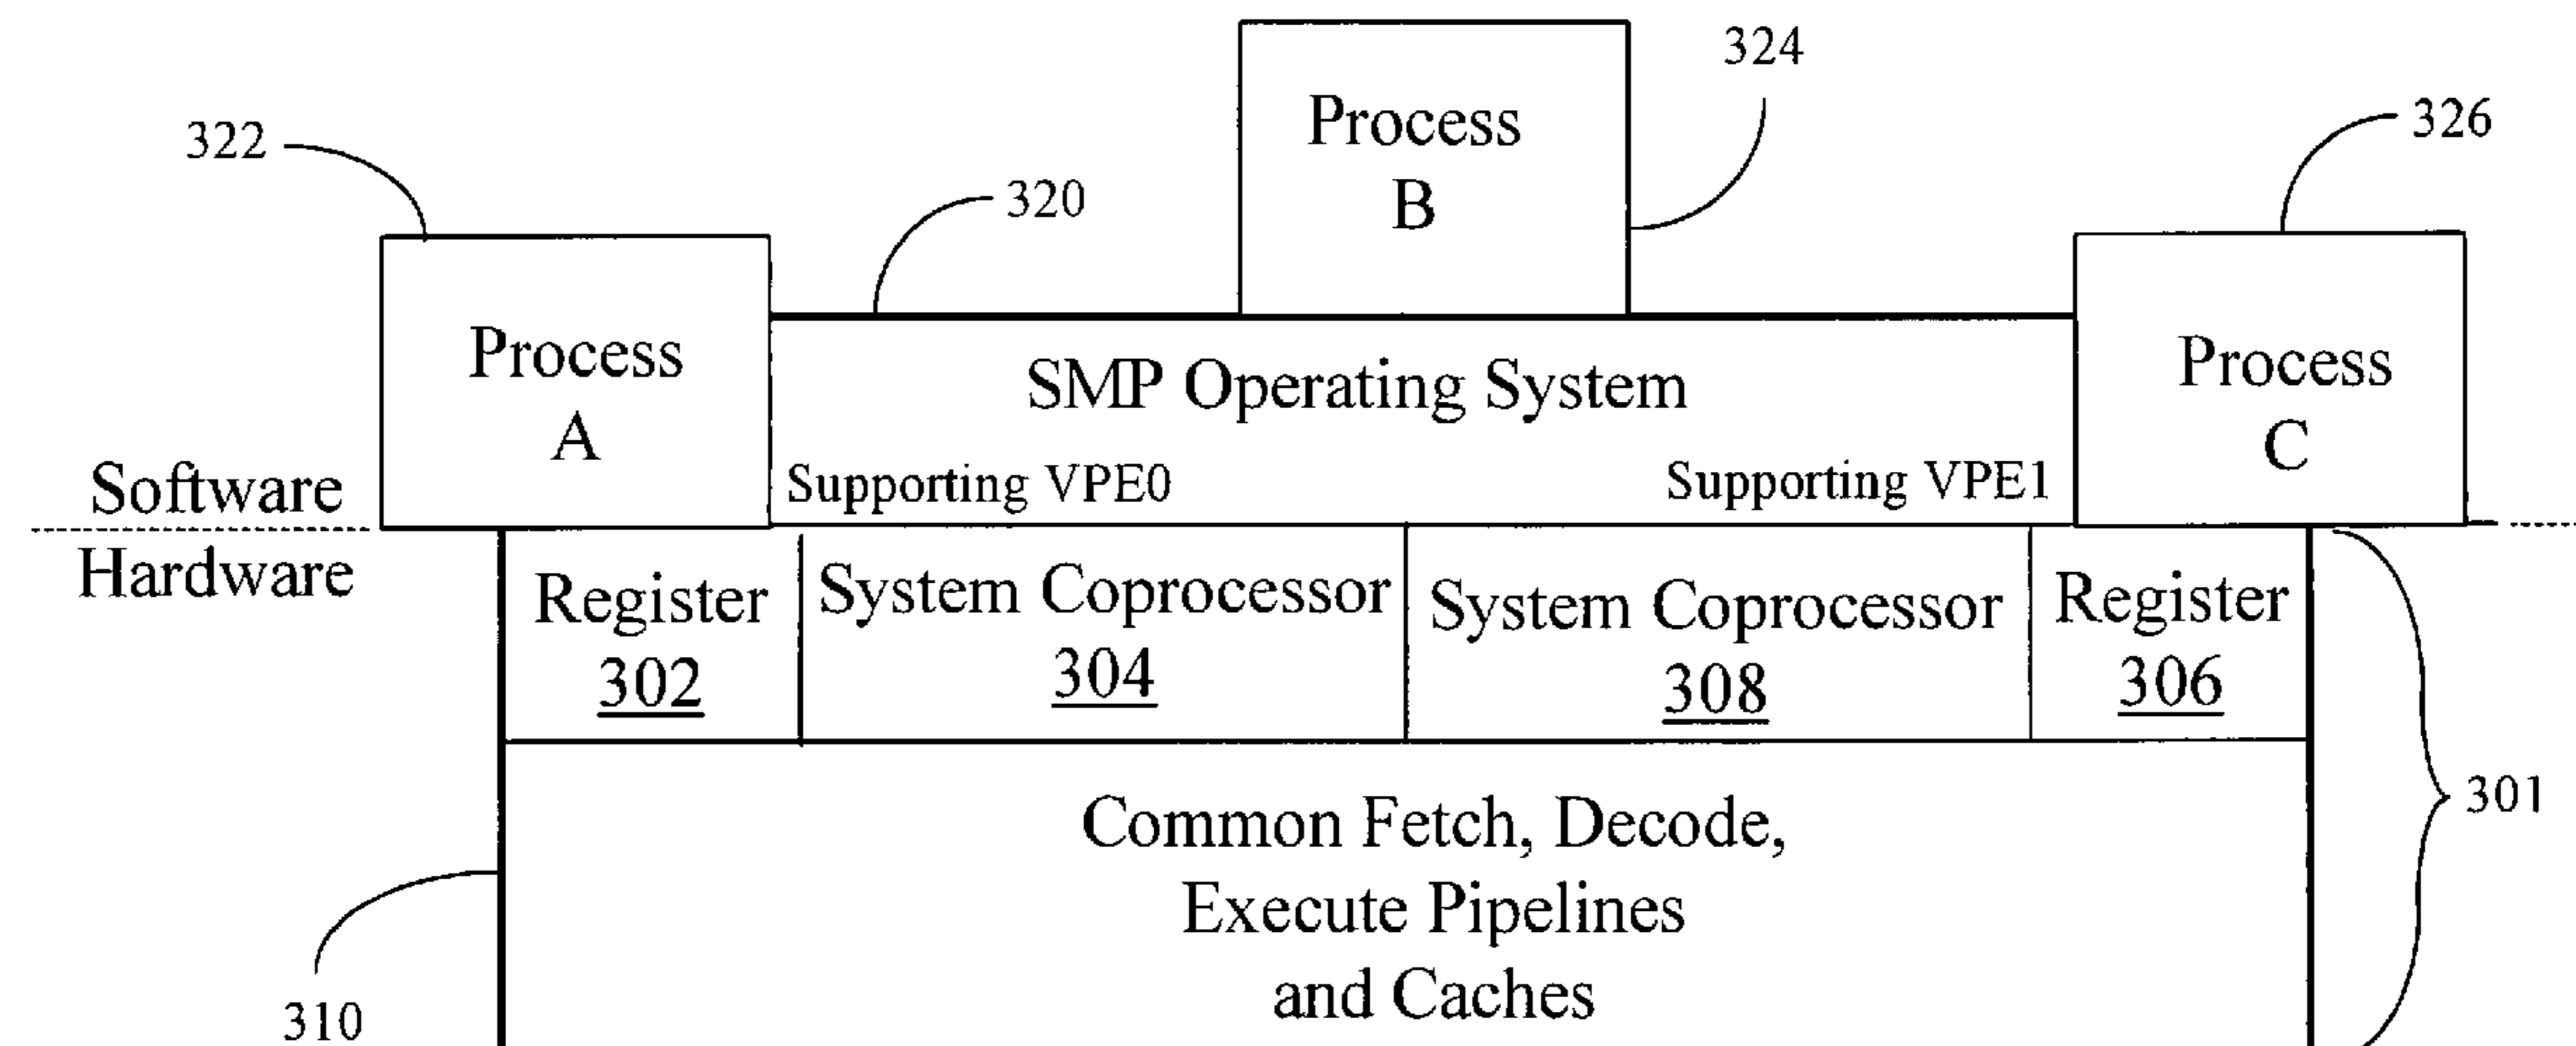 324
Process
B
322
326
320
Process
A
SMP Operating System
Process
C
Supporting VPE0
Supporting VPE1
Software
Hardware
Register
302
System Coprocessor
304
System Coprocessor
308
Register
306
301
Common Fetch, Decode,
Execute Pipelines
and Caches
310